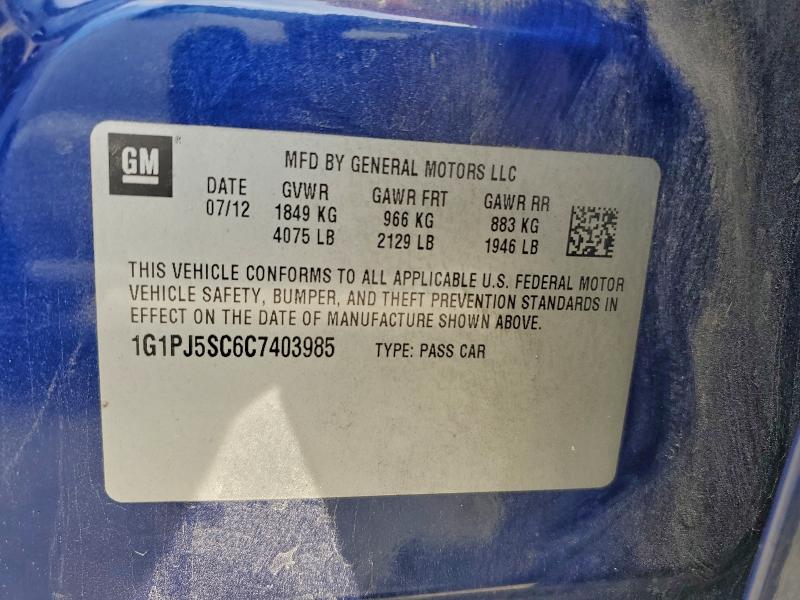 GM
MFD BY GENERAL MOTORS LLC
DATE GVWR GAWR FRT GAWR RR
07/12 1849 KG 966 KG 883 KG
4075 LB 2129 LB 1946 LB
THIS VEHICLE CONFORMS TO ALL APPLICABLE U.S. FEDERAL MOTOR
VEHICLE SAFETY, BUMPER, AND THEFT PREVENTION STANDARDS IN
EFFECT ON THE DATE OF MANUFACTURE SHOWN ABOVE.
1G1PJ5SC6C7403985 TYPE: PASS CAR